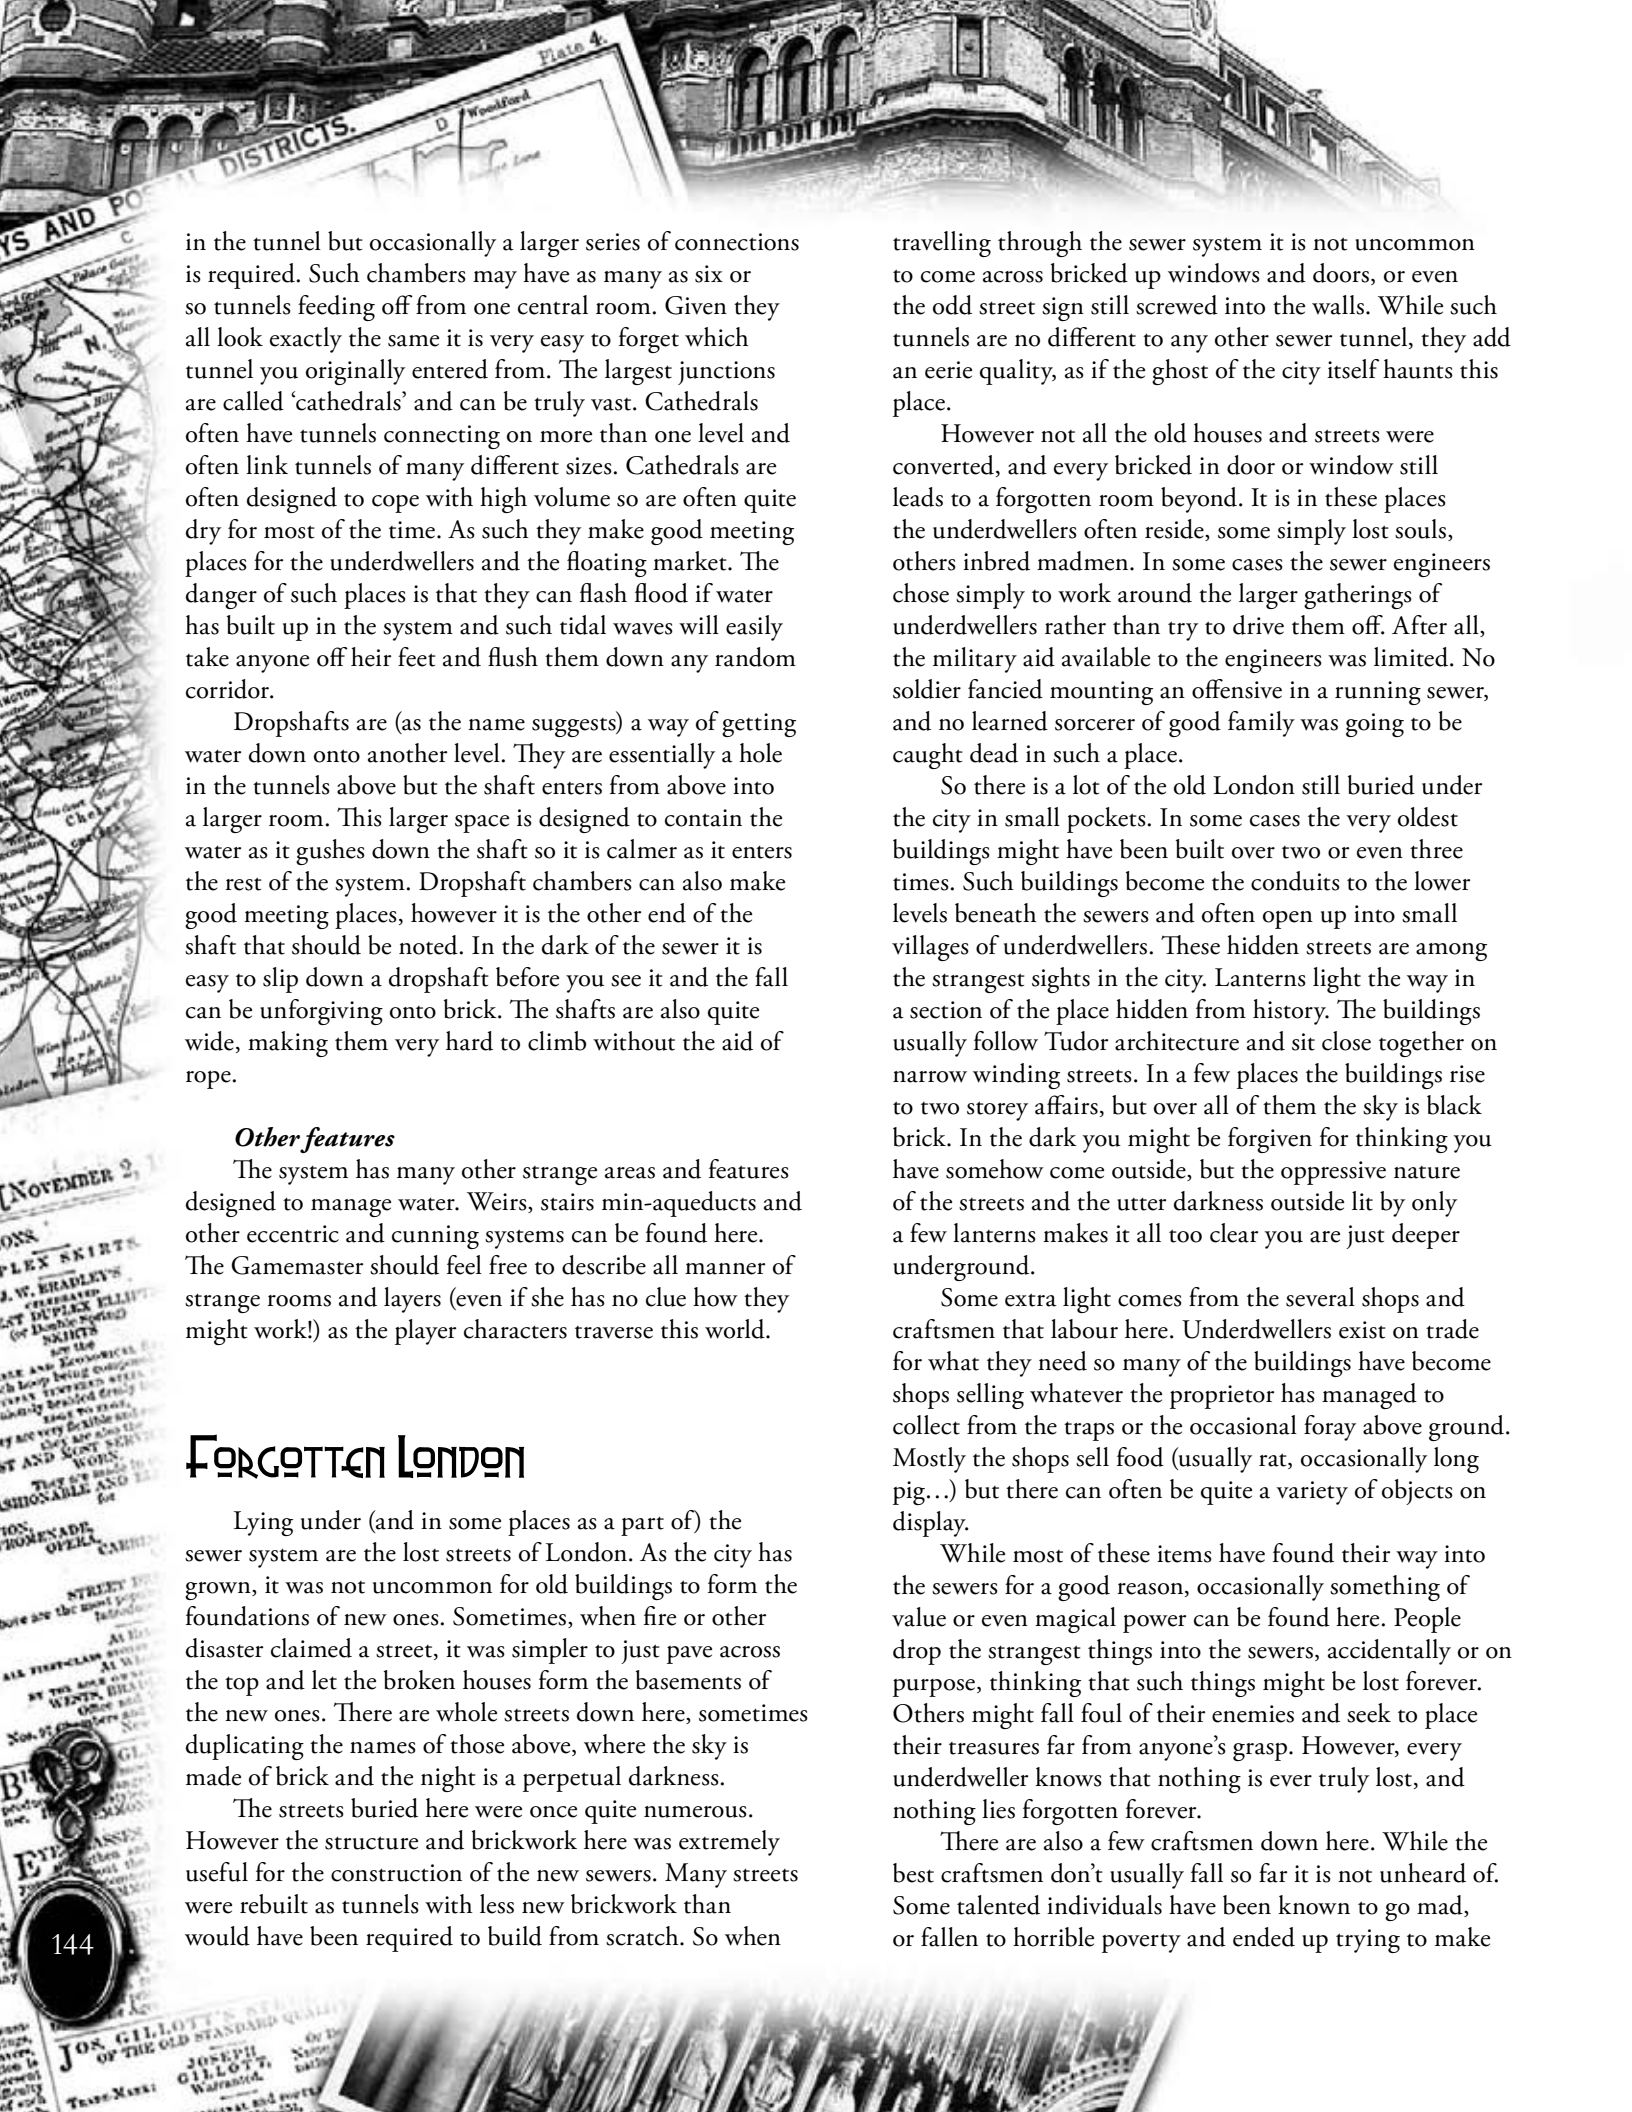 Plate 4.
DISTRICTS.
D
Woodford
YS AND PO
C
N.
in the tunnel but occasionally a larger series of connections
is required. Such chambers may have as many as six or
so tunnels feeding off from one central room. Given they
all look exactly the same it is very easy to forget which
tunnel you originally entered from. The largest junctions
are called ‘cathedrals’ and can be truly vast. Cathedrals
often have tunnels connecting on more than one level and
often link tunnels of many different sizes. Cathedrals are
often designed to cope with high volume so are often quite
dry for most of the time. As such they make good meeting
places for the underdwellers and the floating market. The
danger of such places is that they can flash flood if water
has built up in the system and such tidal waves will easily
take anyone off heir feet and flush them down any random
corridor.
Dropshafts are (as the name suggests) a way of getting
water down onto another level. They are essentially a hole
in the tunnels above but the shaft enters from above into
a larger room. This larger space is designed to contain the
water as it gushes down the shaft so it is calmer as it enters
the rest of the system. Dropshaft chambers can also make
good meeting places, however it is the other end of the
shaft that should be noted. In the dark of the sewer it is
easy to slip down a dropshaft before you see it and the fall
can be unforgiving onto brick. The shafts are also quite
wide, making them very hard to climb without the aid of
rope.
Other features
The system has many other strange areas and features
designed to manage water. Weirs, stairs min-aqueducts and
other eccentric and cunning systems can be found here.
The Gamemaster should feel free to describe all manner of
strange rooms and layers (even if she has no clue how they
might work!) as the player characters traverse this world.
Forgotten London
Lying under (and in some places as a part of) the
sewer system are the lost streets of London. As the city has
grown, it was not uncommon for old buildings to form the
foundations of new ones. Sometimes, when fire or other
disaster claimed a street, it was simpler to just pave across
the top and let the broken houses form the basements of
the new ones. There are whole streets down here, sometimes
duplicating the names of those above, where the sky is
made of brick and the night is a perpetual darkness.
The streets buried here were once quite numerous.
However the structure and brickwork here was extremely
useful for the construction of the new sewers. Many streets
were rebuilt as tunnels with less new brickwork than
would have been required to build from scratch. So when
travelling through the sewer system it is not uncommon
to come across bricked up windows and doors, or even
the odd street sign still screwed into the walls. While such
tunnels are no different to any other sewer tunnel, they add
an eerie quality, as if the ghost of the city itself haunts this
place.
However not all the old houses and streets were
converted, and every bricked in door or window still
leads to a forgotten room beyond. It is in these places
the underdwellers often reside, some simply lost souls,
others inbred madmen. In some cases the sewer engineers
chose simply to work around the larger gatherings of
underdwellers rather than try to drive them off. After all,
the military aid available to the engineers was limited. No
soldier fancied mounting an offensive in a running sewer,
and no learned sorcerer of good family was going to be
caught dead in such a place.
So there is a lot of the old London still buried under
the city in small pockets. In some cases the very oldest
buildings might have been built over two or even three
times. Such buildings become the conduits to the lower
levels beneath the sewers and often open up into small
villages of underdwellers. These hidden streets are among
the strangest sights in the city. Lanterns light the way in
a section of the place hidden from history. The buildings
usually follow Tudor architecture and sit close together on
narrow winding streets. In a few places the buildings rise
to two storey affairs, but over all of them the sky is black
brick. In the dark you might be forgiven for thinking you
have somehow come outside, but the oppressive nature
of the streets and the utter darkness outside lit by only
a few lanterns makes it all too clear you are just deeper
underground.
Some extra light comes from the several shops and
craftsmen that labour here. Underdwellers exist on trade
for what they need so many of the buildings have become
shops selling whatever the proprietor has managed to
collect from the traps or the occasional foray above ground.
Mostly the shops sell food (usually rat, occasionally long
pig…) but there can often be quite a variety of objects on
display.
While most of these items have found their way into
the sewers for a good reason, occasionally something of
value or even magical power can be found here. People
drop the strangest things into the sewers, accidentally or on
purpose, thinking that such things might be lost forever.
Others might fall foul of their enemies and seek to place
their treasures far from anyone’s grasp. However, every
underdweller knows that nothing is ever truly lost, and
nothing lies forgotten forever.
There are also a few craftsmen down here. While the
best craftsmen don’t usually fall so far it is not unheard of.
Some talented individuals have been known to go mad,
or fallen to horrible poverty and ended up trying to make
[NOVEMBER 2,
PLEX SKIRTS
J. W. BRADLEY'S
SKIRTS
144
JOS. GILLOTT'S
OF THE OLD STANDARD
JOSEPH
GILLOTT,
Warranted.
TRADE MARK: